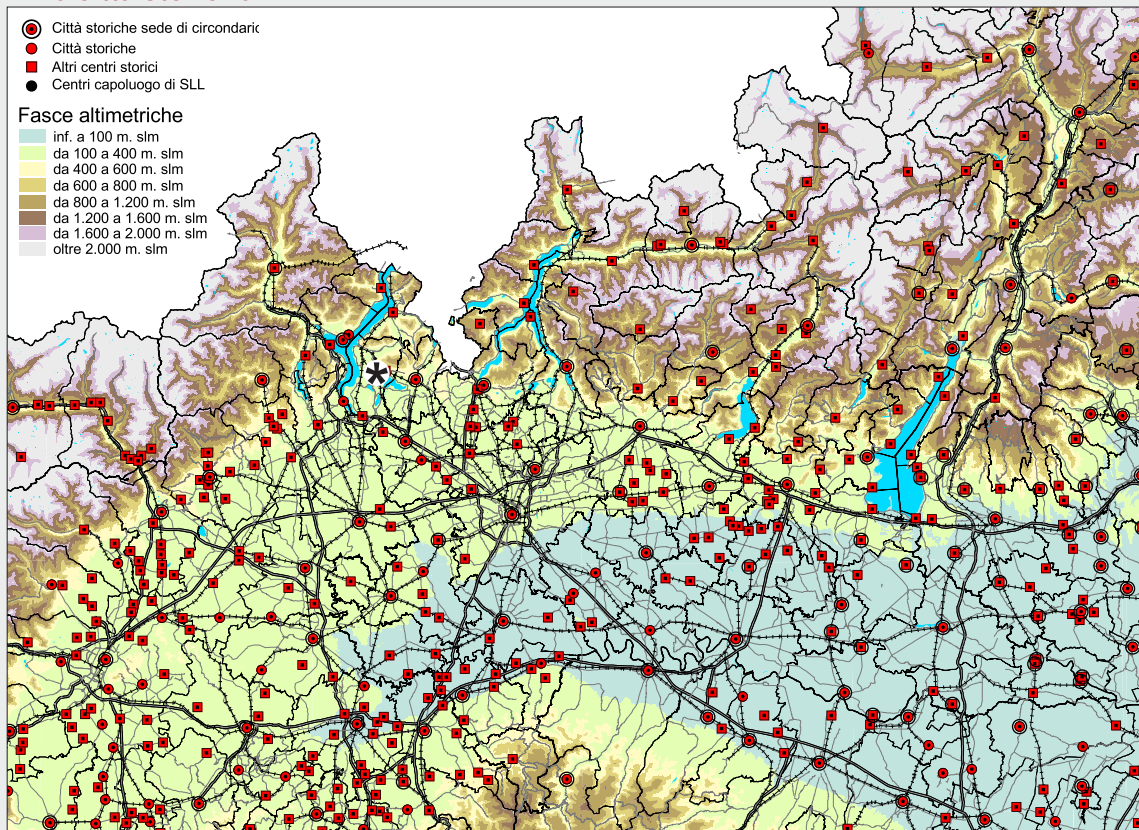 Città storiche sede di circondario
Città storiche
Altri centri storici
Centri capoluogo di SLL
Fasce altimetriche
inf. a 100 m. slm
da 100 a 400 m. slm
da 400 a 600 m. slm
da 600 a 800 m. slm
da 800 a 1.200 m. slm
da 1.200 a 1.600 m. slm
da 1.600 a 2.000 m. slm
oltre 2.000 m. slm
*